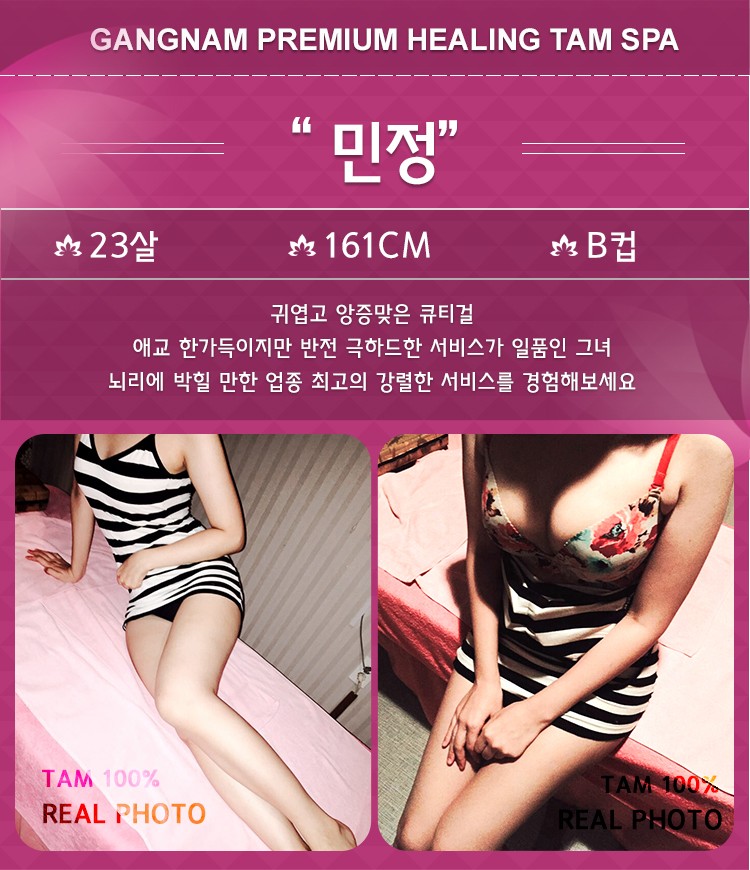 GANGNAM PREMIUM HEALING TAM SPA
“ 민정”
23살
161CM
B컵
귀엽고 앙증맞은 큐티걸
애교 한가득이지만 반전 극하드한 서비스가 일품인 그녀
뇌리에 박힐 만한 업종 최고의 강렬한 서비스를 경험해보세요
TAM 100%
REAL PHOTO
TAM 100%
REAL PHOTO